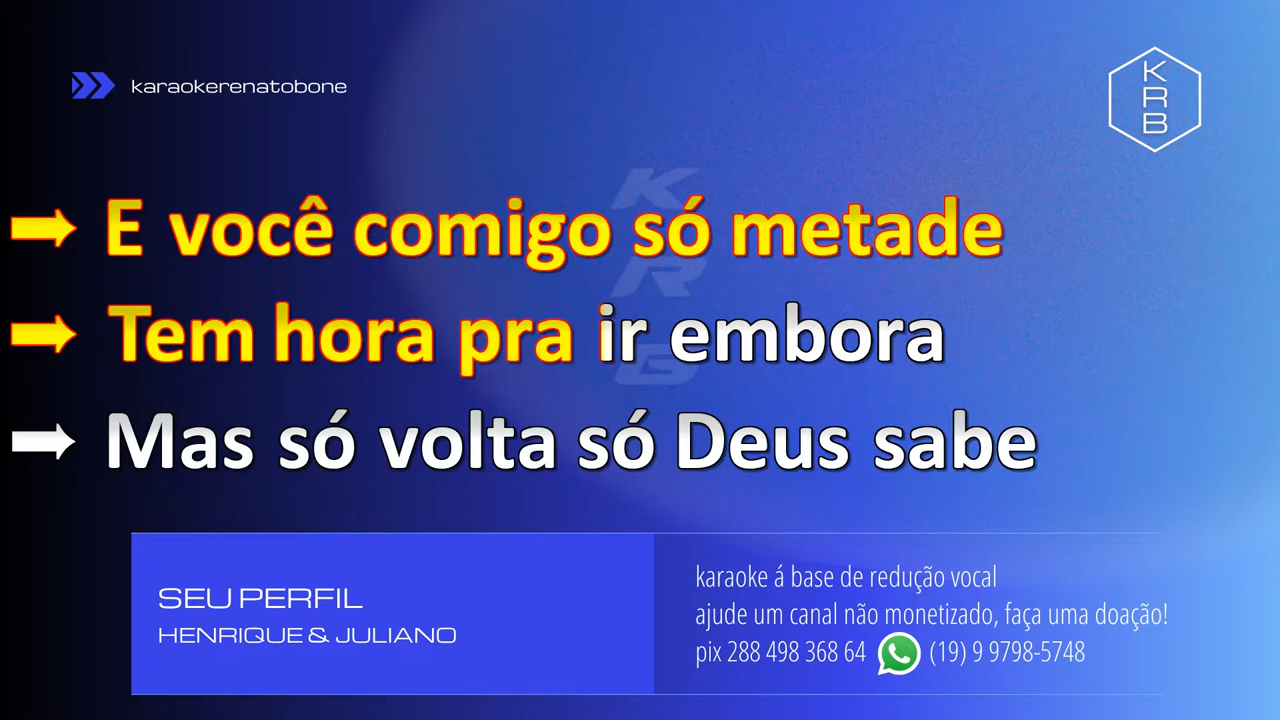 karaokerenatobone
K
R
B
E você comigo só metade
Tem hora pra ir embora
Mas só volta só Deus sabe
K
R
B
SEU PERFIL
HENRIQUE & JULIANO
karaoke á base de redução vocal
ajude um canal não monetizado, faça uma doação!
pix 288 498 368 64 (19) 9 9798-5748